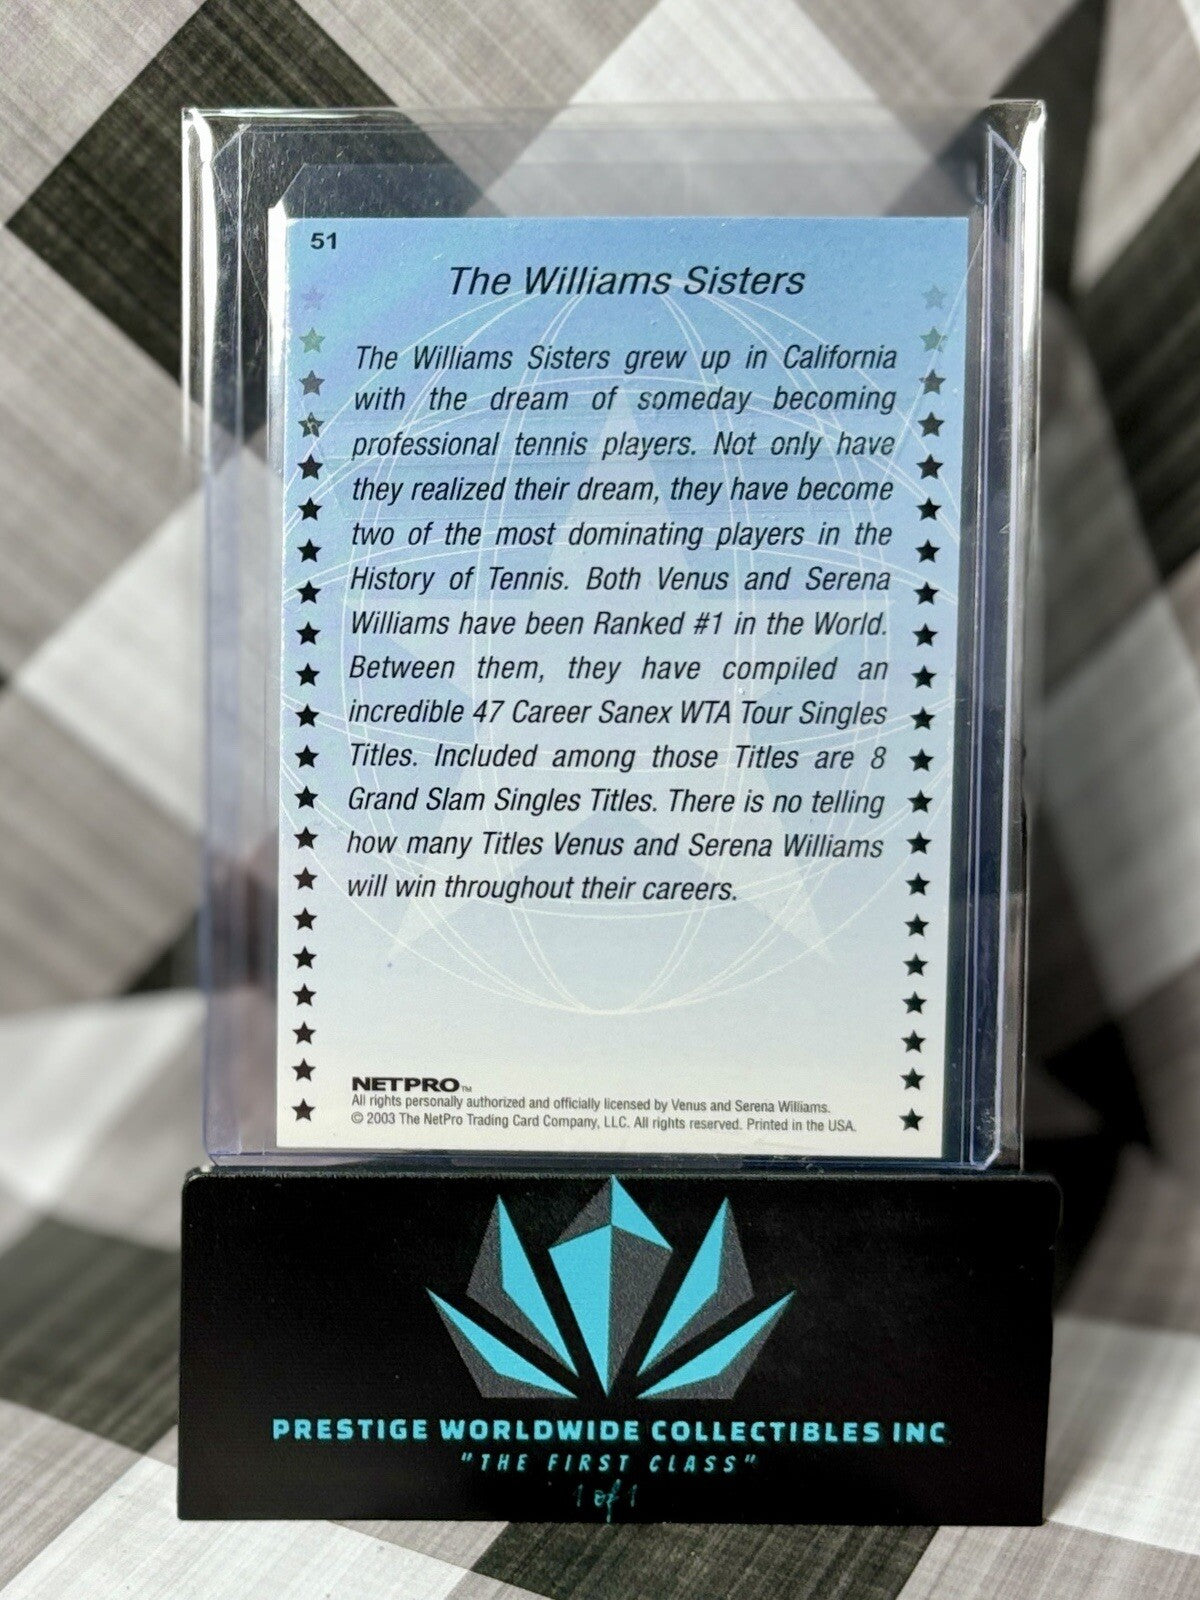 51
The Williams Sisters
The Williams Sisters grew up in California
with the dream of someday becoming
professional tennis players. Not only have
they realized their dream, they have become
two of the most dominating players in the
History of Tennis. Both Venus and Serena
Williams have been Ranked #1 in the World.
Between them, they have compiled an
incredible 47 Career Sanex WTA Tour Singles
Titles. Included among those Titles are 8
Grand Slam Singles Titles. There is no telling
how many Titles Venus and Serena Williams
will win throughout their careers.
NETPRO™
All rights personally authorized and officially licensed by Venus and Serena Williams.
© 2003 The NetPro Trading Card Company, LLC. All rights reserved. Printed in the USA.
PRESTIGE WORLDWIDE COLLECTIBLES INC
"THE FIRST CLASS"
1 of 1